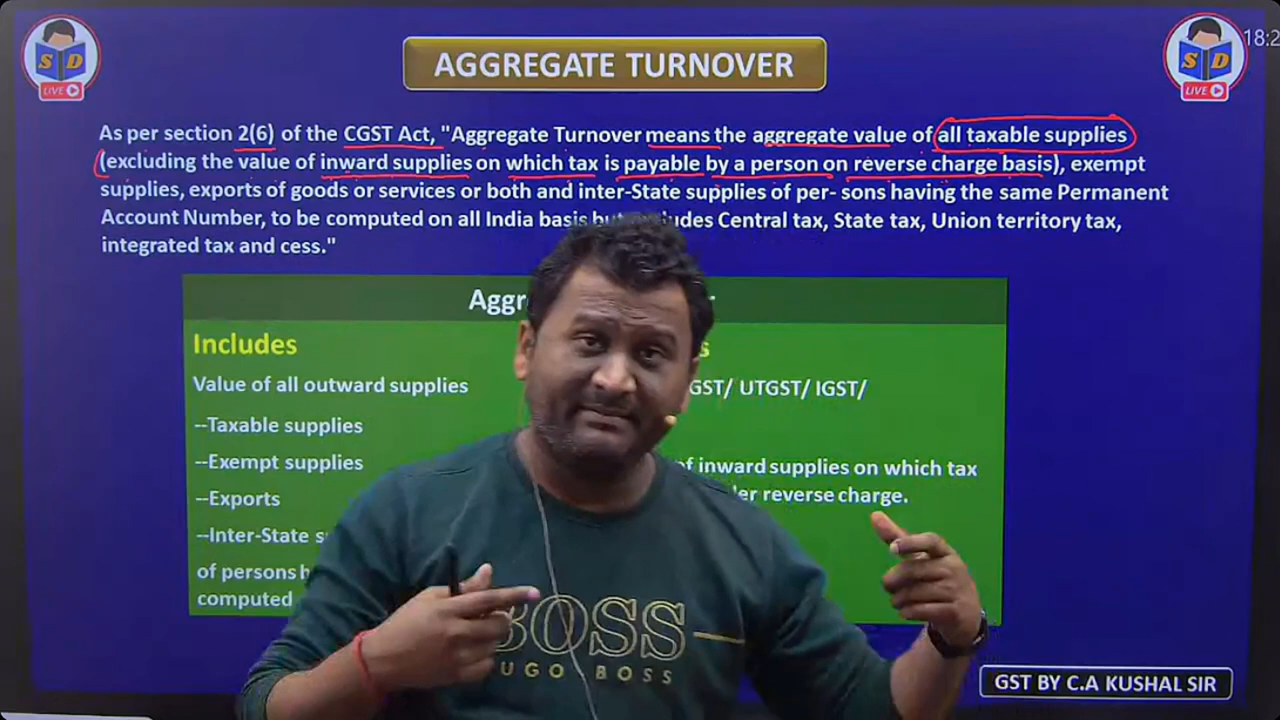 AGGREGATE TURNOVER
S D
LIVE
S D
LIVE
18:2
As per section 2(6) of the CGST Act, "Aggregate Turnover means the aggregate value of all taxable supplies
(excluding the value of inward supplies on which tax is payable by a person on reverse charge basis), exempt
supplies, exports of goods or services or both and inter-State supplies of per- sons having the same Permanent
Account Number, to be computed on all India basis Central tax, State tax, Union territory tax,
integrated tax and cess."
Includes
Value of all outward supplies
GST/ UTGST/ IGST/
--Taxable supplies
--Exempt supplies
of inward supplies on which tax
reverse charge.
--Exports
--Inter-State
of persons
computed
BOSS
HUGO BOSS
GST BY C.A KUSHAL SIR